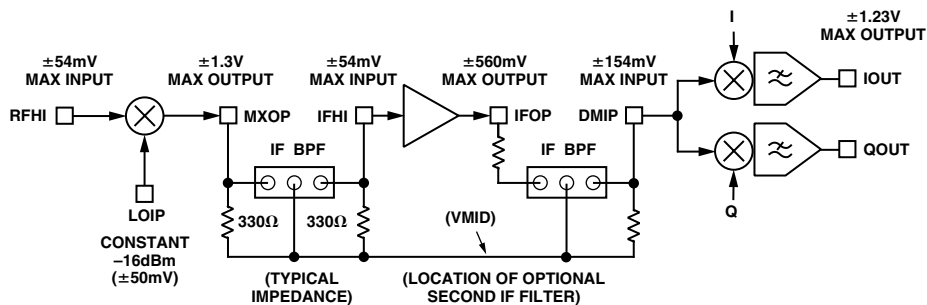 ±54mV
MAX INPUT
±1.3V
MAX OUTPUT
±54mV
MAX INPUT
±560mV
MAX OUTPUT
±154mV
MAX INPUT
I
±1.23V
MAX OUTPUT
RFHI
MXOP
IFHI
IFOP
DMIP
IOUT
IF BPF
IF BPF
QOUT
LOIP
330Ω
330Ω
(VMID)
Q
CONSTANT
–16dBm
(±50mV)
(TYPICAL
IMPEDANCE)
(LOCATION OF OPTIONAL
SECOND IF FILTER)